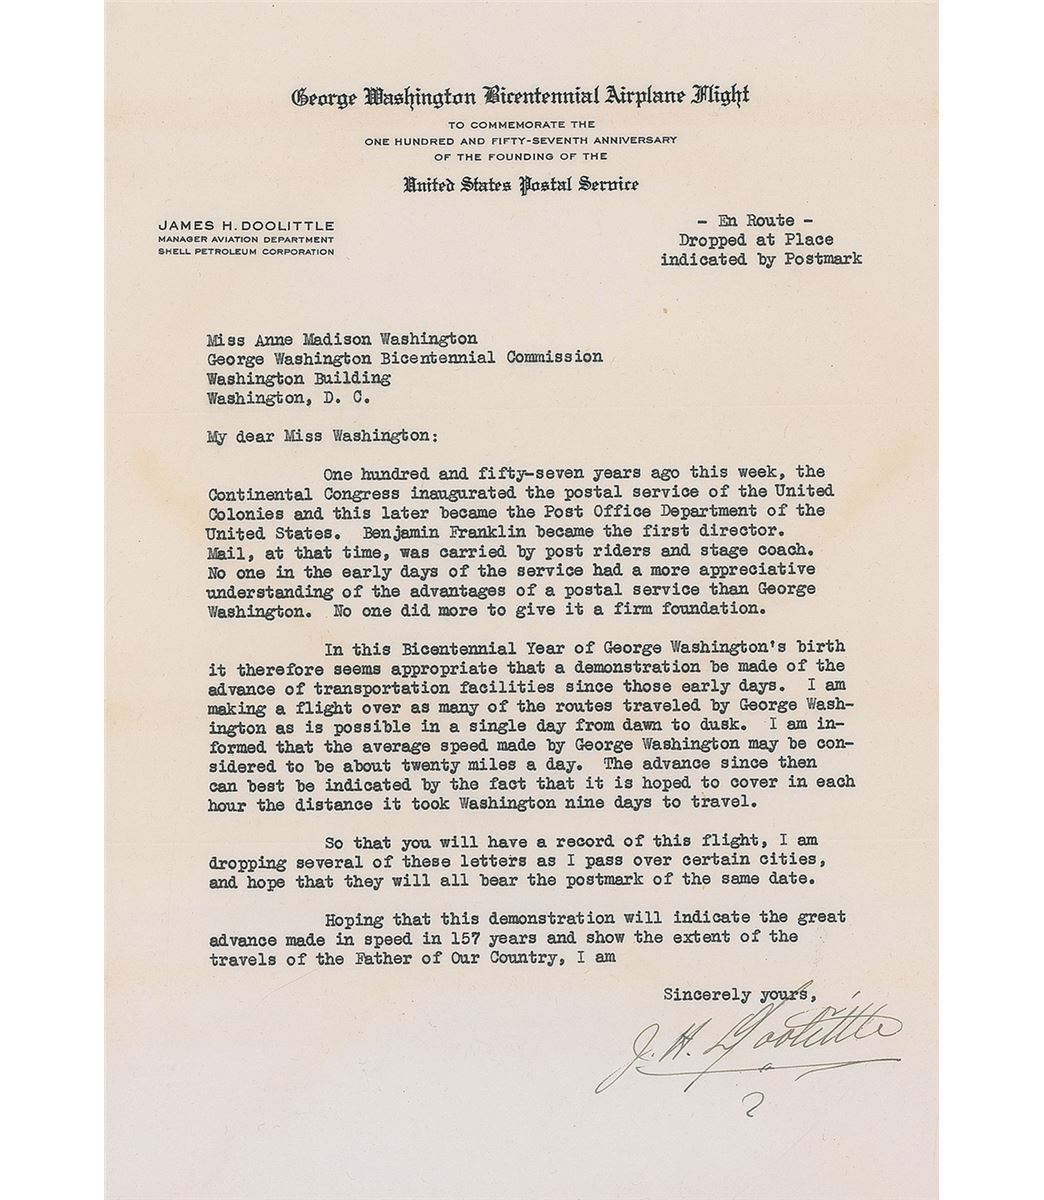 George Washington Bicentennial Airplane Flight
TO COMMEMORATE THE
ONE HUNDRED AND FIFTY-SEVENTH ANNIVERSARY
OF THE FOUNDING OF THE
United States Postal Service
JAMES H. DOOLITTLE
MANAGER AVIATION DEPARTMENT
SHELL PETROLEUM CORPORATION
- En Route -
Dropped at Place
indicated by Postmark
Miss Anne Madison Washington
George Washington Bicentennial Commission
Washington Building
Washington, D. C.
My dear Miss Washington:
One hundred and fifty-seven years ago this week, the
Continental Congress inaugurated the postal service of the United
Colonies and this later became the Post Office Department of the
United States. Benjamin Franklin became the first director.
Mail, at that time, was carried by post riders and stage coach.
No one in the early days of the service had a more appreciative
understanding of the advantages of a postal service than George
Washington. No one did more to give it a firm foundation.
In this Bicentennial Year of George Washington's birth
it therefore seems appropriate that a demonstration be made of the
advance of transportation facilities since those early days. I am
making a flight over as many of the routes traveled by George Wash-
ington as is possible in a single day from dawn to dusk. I am in-
formed that the average speed made by George Washington may be con-
sidered to be about twenty miles a day. The advance since then
can best be indicated by the fact that it is hoped to cover in each
hour the distance it took Washington nine days to travel.
So that you will have a record of this flight, I am
dropping several of these letters as I pass over certain cities,
and hope that they will all bear the postmark of the same date.
Hoping that this demonstration will indicate the great
advance made in speed in 157 years and show the extent of the
travels of the Father of Our Country, I am
Sincerely yours,
J. H. Doolittle